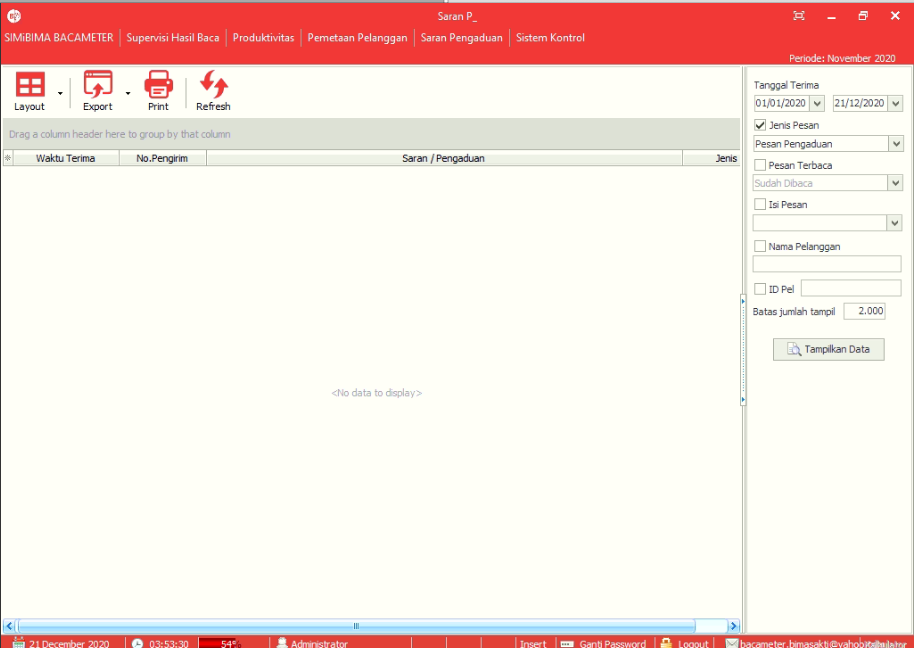 Saran P_
SIMiBIMA BACAMETER Supervisi Hasil Baca Produktivitas Pemetaan Pelanggan Saran Pengaduan Sistem Kontrol
Periode: November 2020
Layout Export Print Refresh
Drag a column header here to group by that column
Waktu Terima No.Pengirim Saran / Pengaduan Jenis
<No data to display>
Tanggal Terima
01/01/2020 21/12/2020
Jenis Pesan
Pesan Pengaduan
Pesan Terbaca
Sudah Dibaca
Isi Pesan
Nama Pelanggan
ID Pel
Batas jumlah tampil 2.000
Tampilkan Data
21 December 2020 03:53:30 54% Administrator Insert Ganti Password Logout